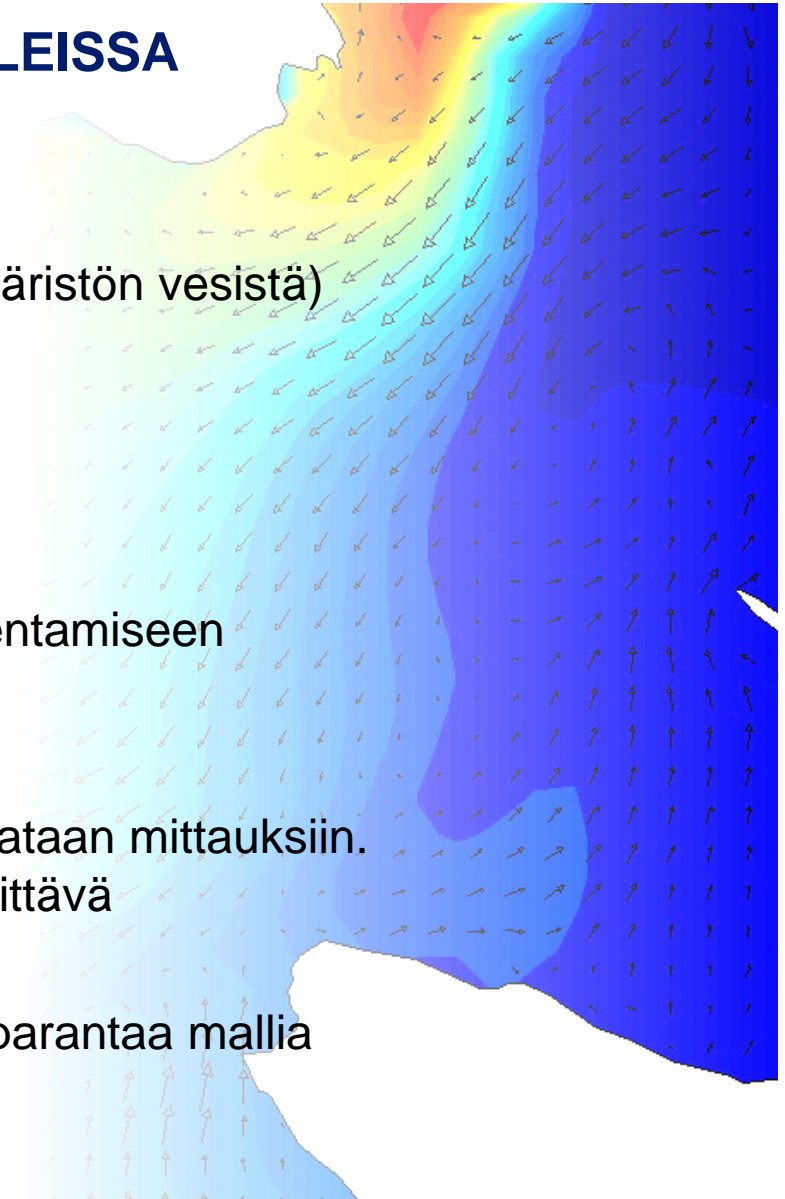 LEISSA
äristön vesistä)
entamiseen
ataan mittauksiin.
ittävä
parantaa mallia